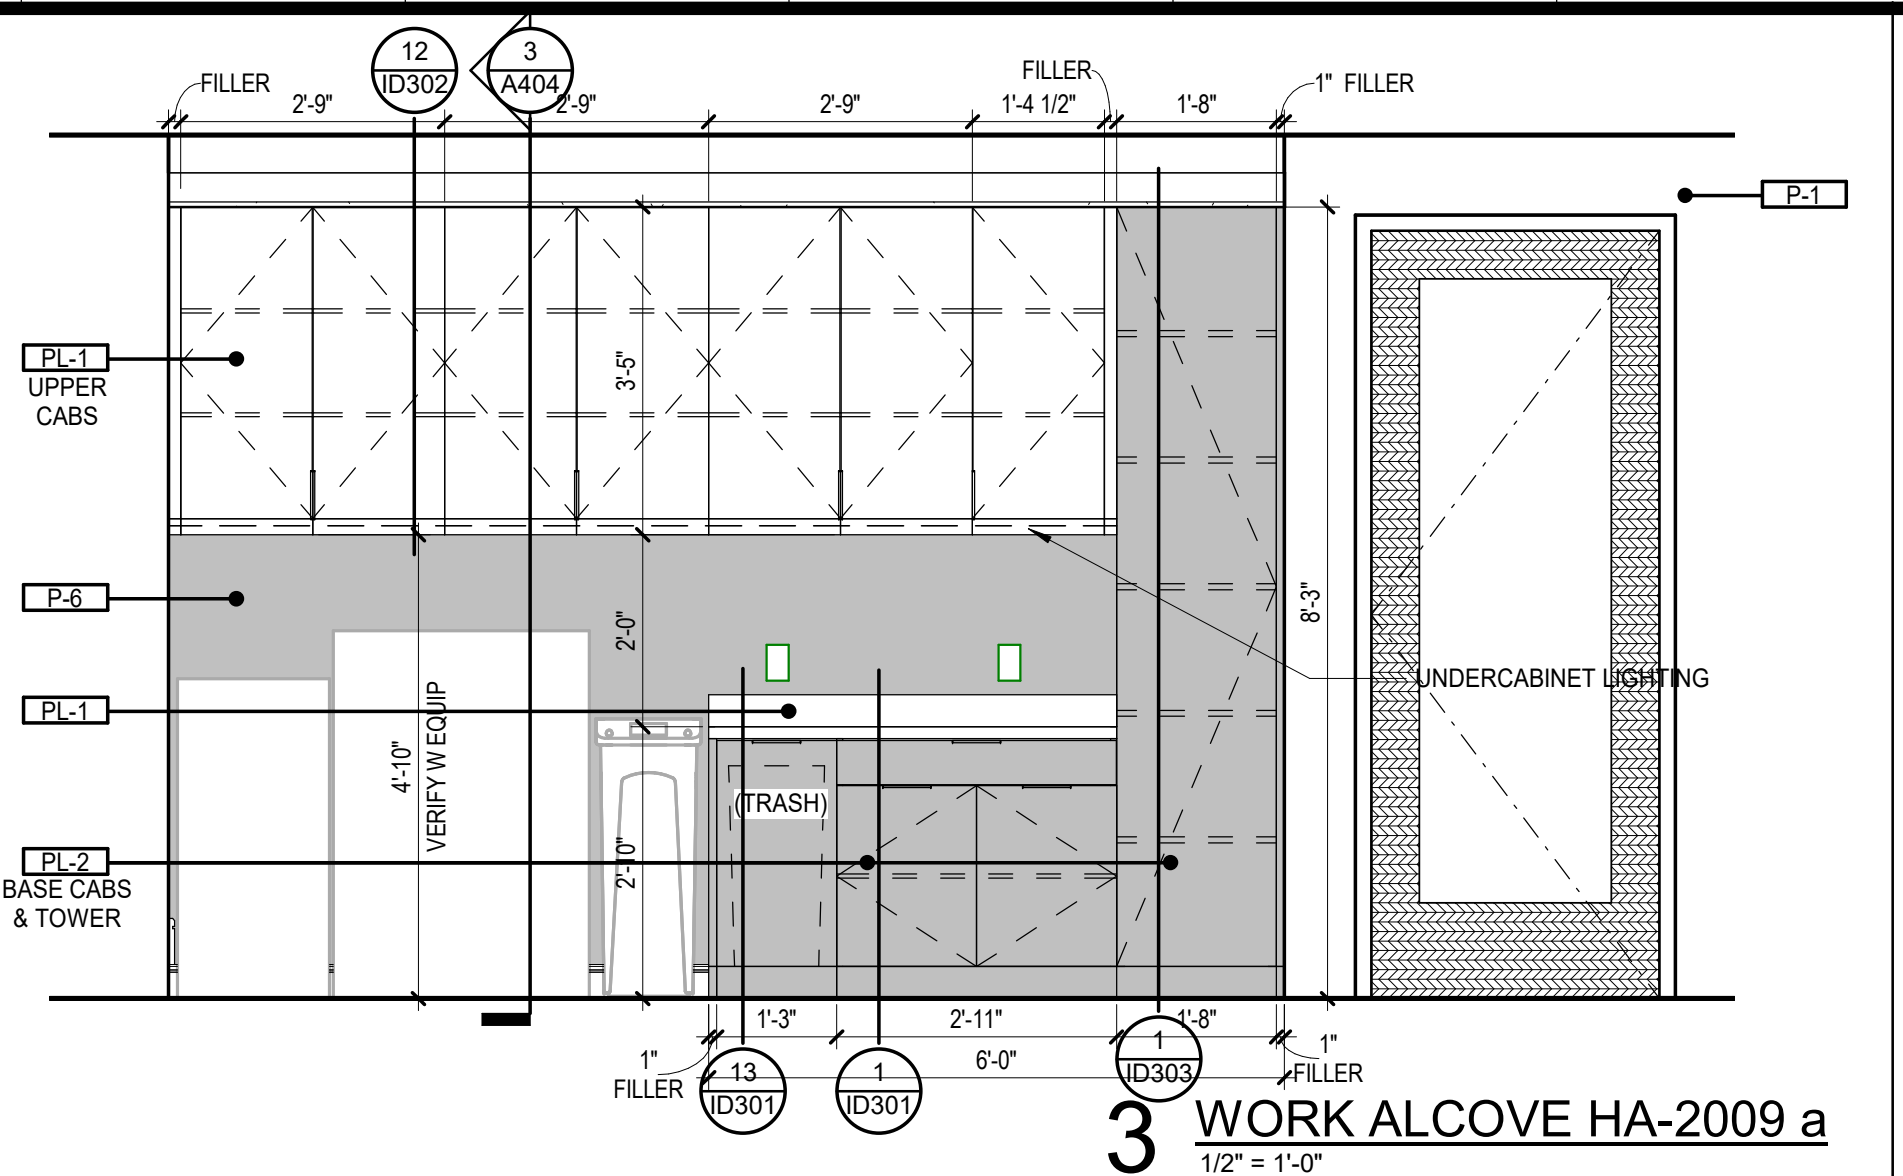 12
ID302
3
A404
FILLER
2'-9"
2'-9"
2'-9"
FILLER
1'-4 1/2"
1'-8"
1" FILLER
P-1
PL-1
UPPER
CABS
3'-5"
P-6
2'-0"
8'-3"
UNDERCABINET LIGHTING
PL-1
4'-10"
VERIFY W EQUIP
(TRASH)
2'-10"
PL-2
BASE CABS
& TOWER
1'-3"
2'-11"
1'-8"
1"
FILLER
6'-0"
1"
FILLER
13
ID301
1
ID301
1
ID303
3
WORK ALCOVE HA-2009 a
1/2" = 1'-0"